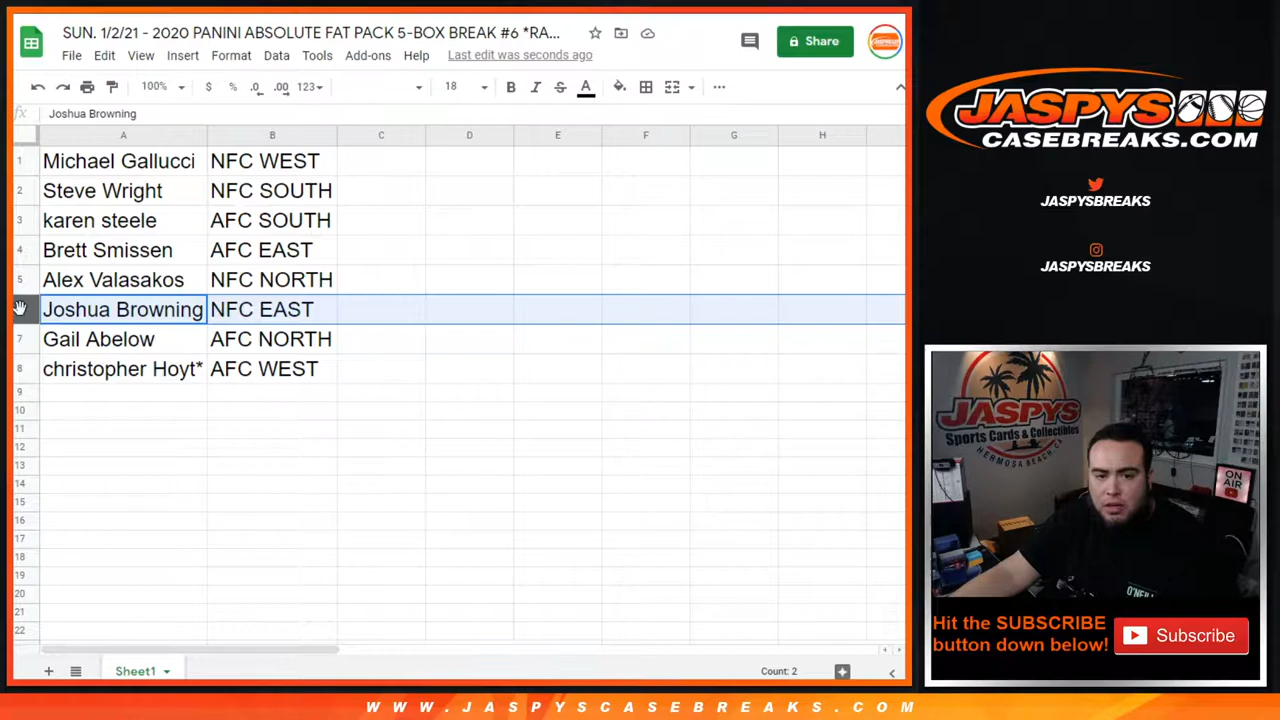 SUN. 1/2/21 - 2020 PANINI ABSOLUTE FAT PACK 5-BOX BREAK #6 *RA...
File Edit View Insert Format Data Tools Add-ons Help Last edit was seconds ago
Share
100% $ % .0 .00 123 18 B I S A
fx Joshua Browning
A B C D E F G H
1 Michael Gallucci NFC WEST
2 Steve Wright NFC SOUTH
3 karen steele AFC SOUTH
4 Brett Smissen AFC EAST
5 Alex Valasakos NFC NORTH
Joshua Browning NFC EAST
7 Gail Abelow AFC NORTH
8 christopher Hoyt* AFC WEST
9
10
11
12
13
14
15
16
17
18
19
20
21
22
Sheet1
Count: 2
JASPYS
CASEBREAKS.COM
JASPYSBREAKS
JASPYSBREAKS
JASPYS
Sports Cards & Collectibles
HERMOSA BEACH, CA
ON AIR
O'NEILL
Hit the SUBSCRIBE
button down below!
Subscribe
WWW.JASPYSCASEBREAKS.COM